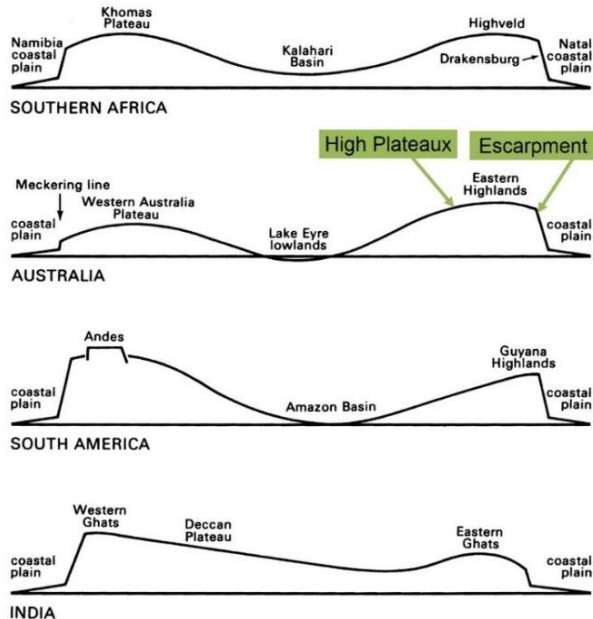 Khomas
Plateau
Highveld
Namibia
coastal
plain
Kalahari
Basin
Drakensburg
Natal
coastal
plain
SOUTHERN AFRICA
High Plateaux
Escarpment
Meckering line
Eastern
Highlands
Western Australia
Plateau
coastal
plain
Lake Eyre
lowlands
coastal
plain
AUSTRALIA
Andes
Guyana
Highlands
coastal
plain
Amazon Basin
coastal
plain
SOUTH AMERICA
Western
Ghats
Deccan
Plateau
Eastern
Ghats
coastal
plain
coastal
plain
INDIA